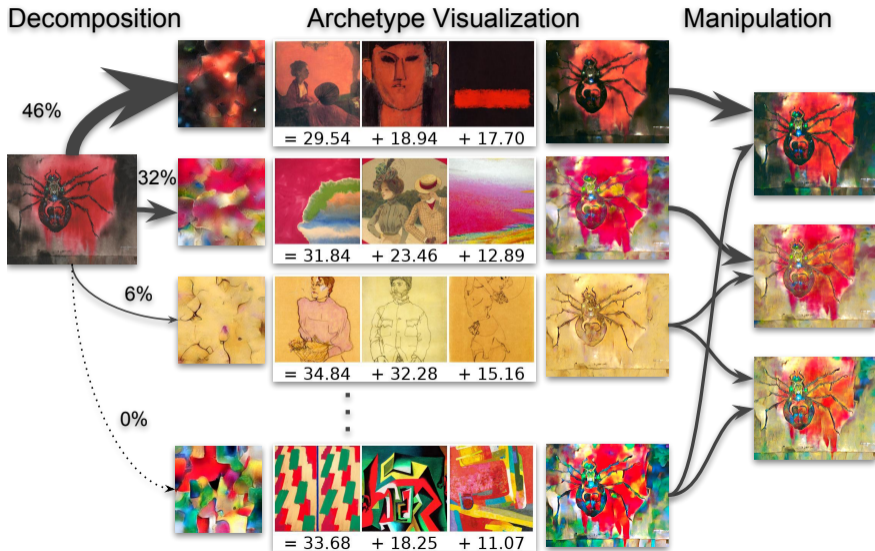 Decomposition
Archetype Visualization
Manipulation
46%
= 29.54 + 18.94 + 17.70
32%
= 31.84 + 23.46 + 12.89
6%
= 34.84 + 32.28 + 15.16
0%
= 33.68 + 18.25 + 11.07